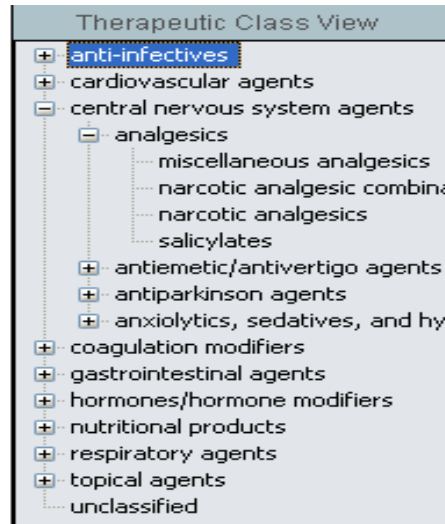 Therapeutic Class View
anti-infectives
cardiovascular agents
central nervous system agents
analgesics
miscellaneous analgesics
narcotic analgesic combina
narcotic analgesics
salicylates
antiemetic/antivertigo agents
antiparkinson agents
anxiolytics, sedatives, and hy
coagulation modifiers
gastrointestinal agents
hormones/hormone modifiers
nutritional products
respiratory agents
topical agents
unclassified